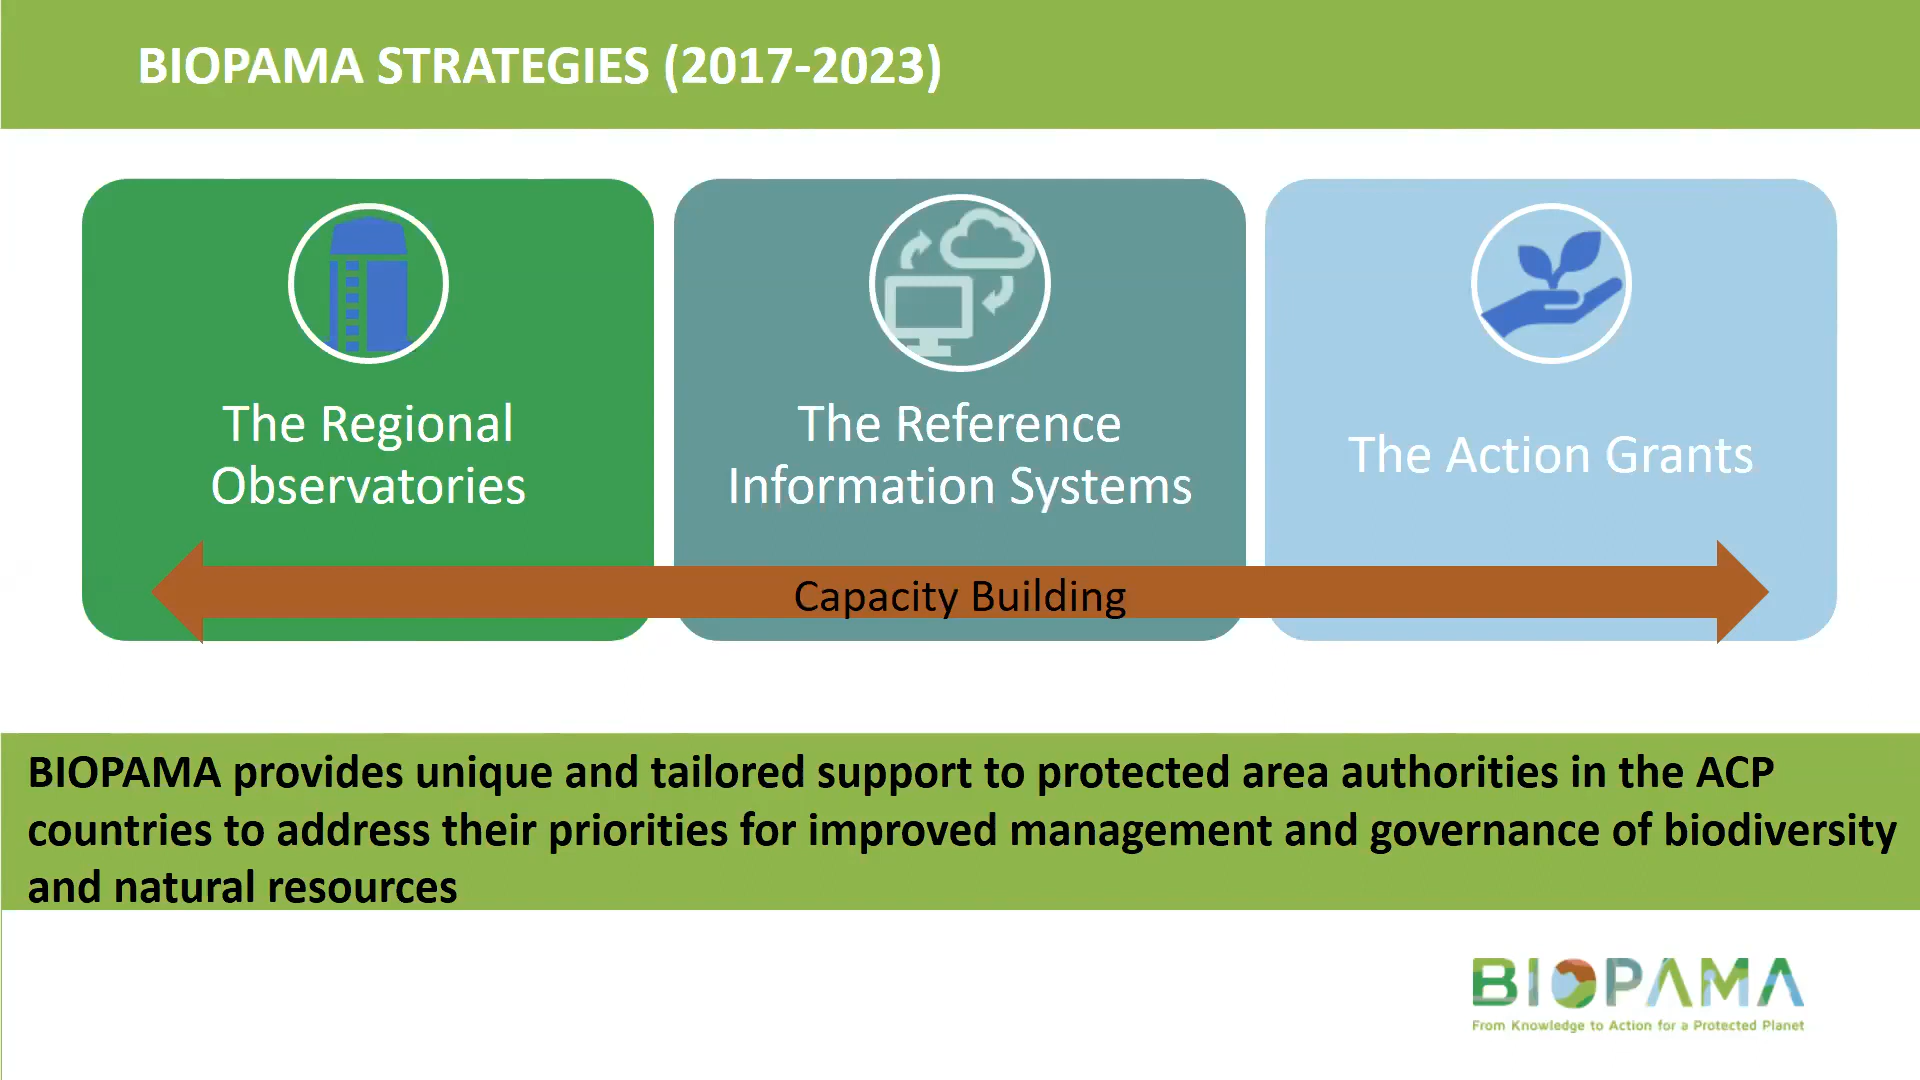 BIOPAMA STRATEGIES (2017-2023)
The Regional
Observatories
The Reference
Information Systems
The Action Grants
Capacity Building
BIOPAMA provides unique and tailored support to protected area authorities in the ACP
countries to address their priorities for improved management and governance of biodiversity
and natural resources
BIOPAMA
From Knowledge to Action for a Protected Planet